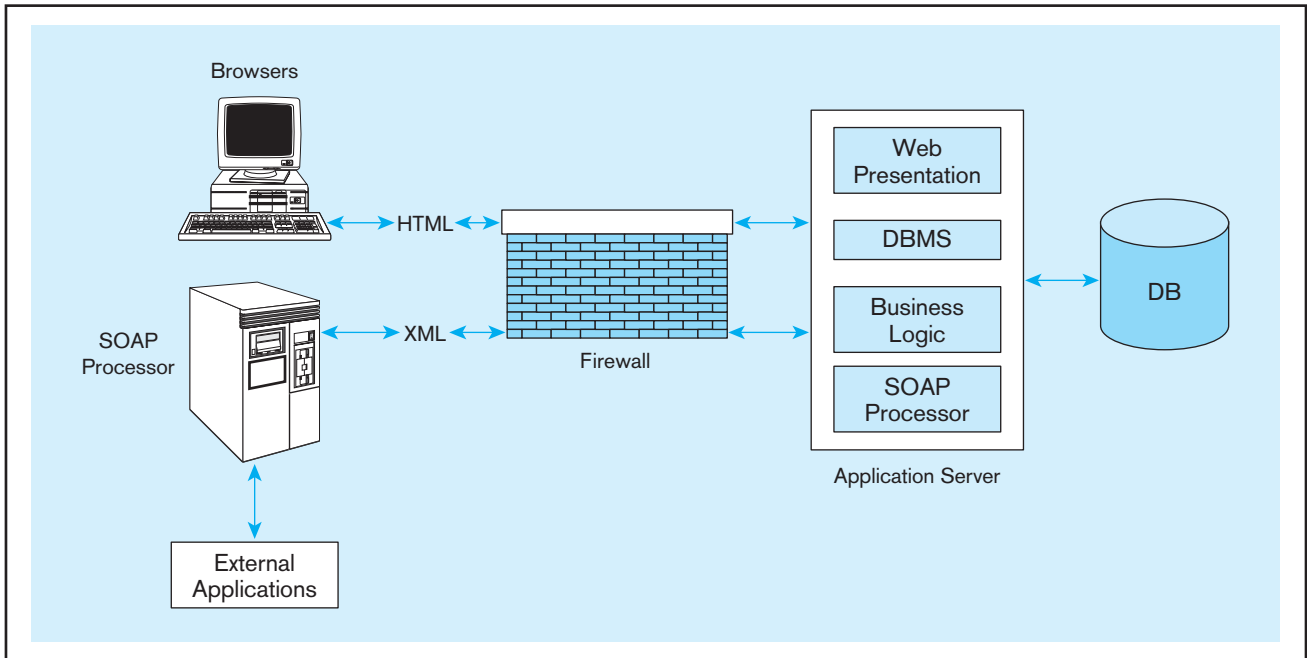 Browsers
HTML
SOAP
Processor
XML
External
Applications
Firewall
Web
Presentation
DBMS
Business
Logic
SOAP
Processor
Application Server
DB